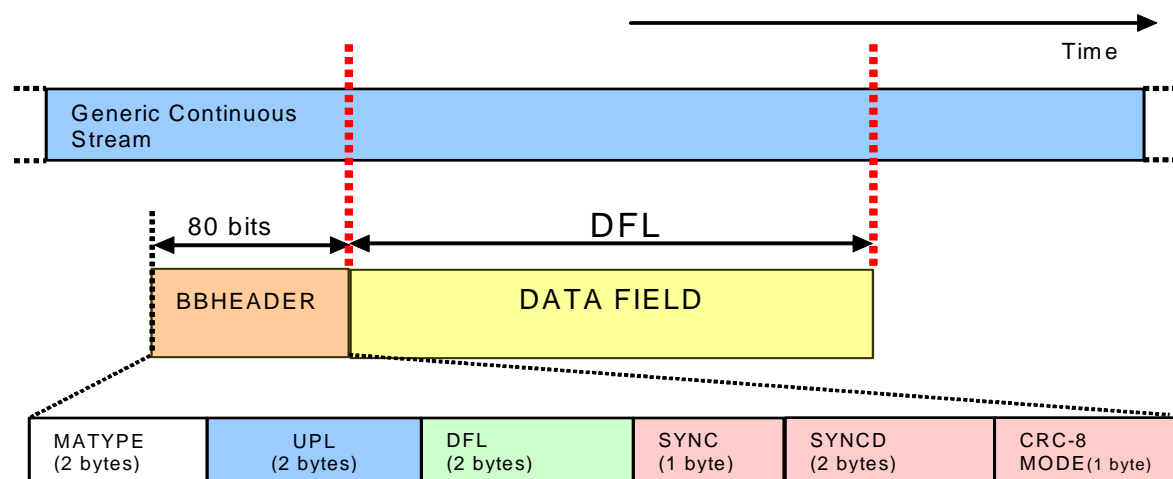 Time
Generic Continuous
Stream
80 bits
DFL
BBHEADER
DATA FIELD
MATYPE
(2 bytes)
UPL
(2 bytes)
DFL
(2 bytes)
SYNC
(1 byte)
SYNCD
(2 bytes)
CRC-8
MODE(1 byte)